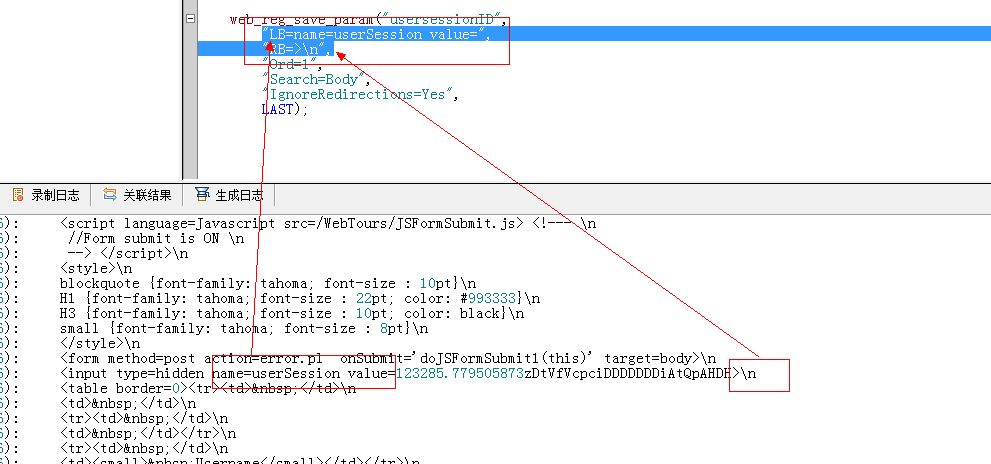 web_reg_save_param("usersessionID",
"LB=name=userSession value=",
"RB=>\n",
"Ord=1",
"Search=Body",
"IgnoreRedirections=Yes",
LAST);
录制日志 关联结果 生成日志
6): <script language=Javascript src=/WebTours/JSFormSubmit.js> <!--- \n
6): //Form submit is ON \n
6): --> </script>\n
6): <style>\n
6): blockquote {font-family: tahoma; font-size : 10pt}\n
6): H1 {font-family: tahoma; font-size : 22pt; color: #993333}\n
6): H3 {font-family: tahoma; font-size : 10pt; color: black}\n
6): small {font-family: tahoma; font-size : 8pt}\n
6): </style>\n
6): <form method=post action=error.pl onSubmit='doJSFormSubmit1(this)' target=body>\n
6): <input type=hidden name=userSession value=123285.779505873zDtVfVcpciDDDDDDDiAtQpAHDH>\n
6): <table border=0><tr><td>&nbsp;</td>\n
6): <td>&nbsp;</td>\n
6): <tr><td>&nbsp;</td>\n
6): <td>&nbsp;</td></tr>\n
6): <tr><td>&nbsp;</td>\n
6): <td><small>&nbsp;Username</small></td></tr>\n